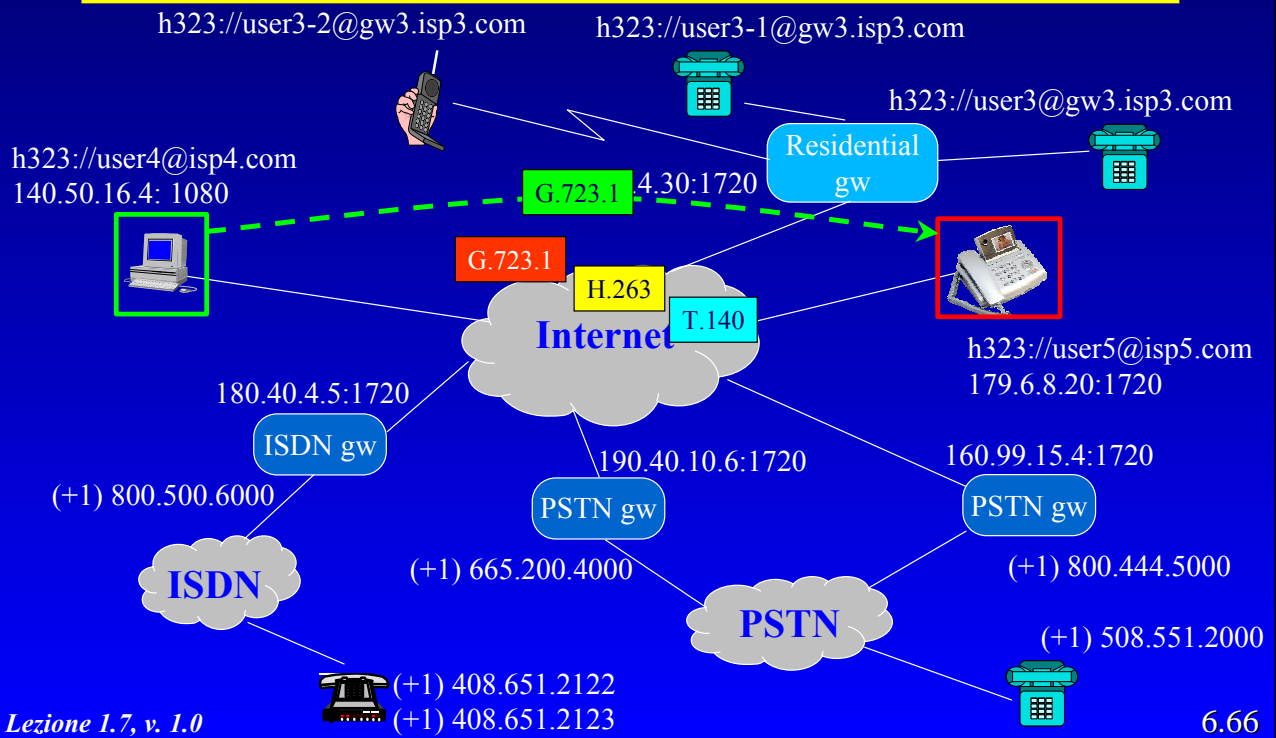 h323://user3-2@gw3.isp3.com
h323://user3-1@gw3.isp3.com
h323://user3@gw3.isp3.com
Residential
gw
h323://user4@isp4.com
140.50.16.4: 1080
G.723.1
.4.30:1720
G.723.1
H.263
T.140
Internet
h323://user5@isp5.com
179.6.8.20:1720
180.40.4.5:1720
ISDN gw
190.40.10.6:1720
160.99.15.4:1720
(+1) 800.500.6000
PSTN gw
PSTN gw
(+1) 665.200.4000
(+1) 800.444.5000
ISDN
PSTN
(+1) 508.551.2000
(+1) 408.651.2122
(+1) 408.651.2123
Lezione 1.7, v. 1.0
6.66